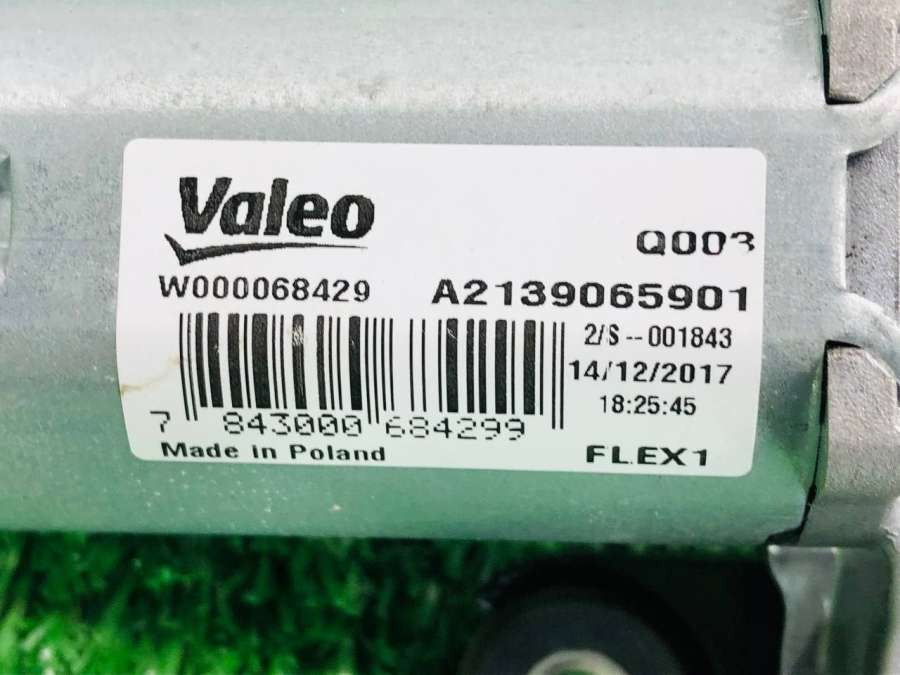 Valeo
Q003
W000068429 A2139065901
2/S--001843
14/12/2017
18:25:45
7 843000 684299
Made in Poland
FLEX1